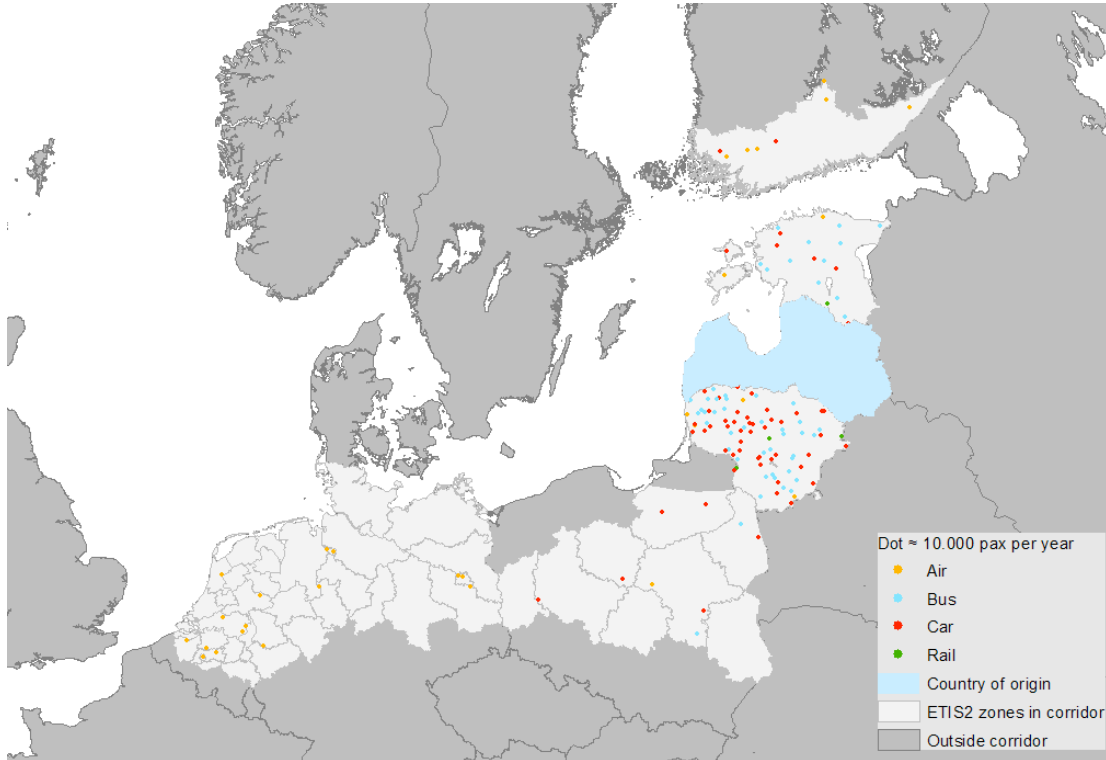 Dot ≈ 10.000 pax per year
Air
Bus
Car
Rail
Country of origin
ETIS2 zones in corridor
Outside corridor